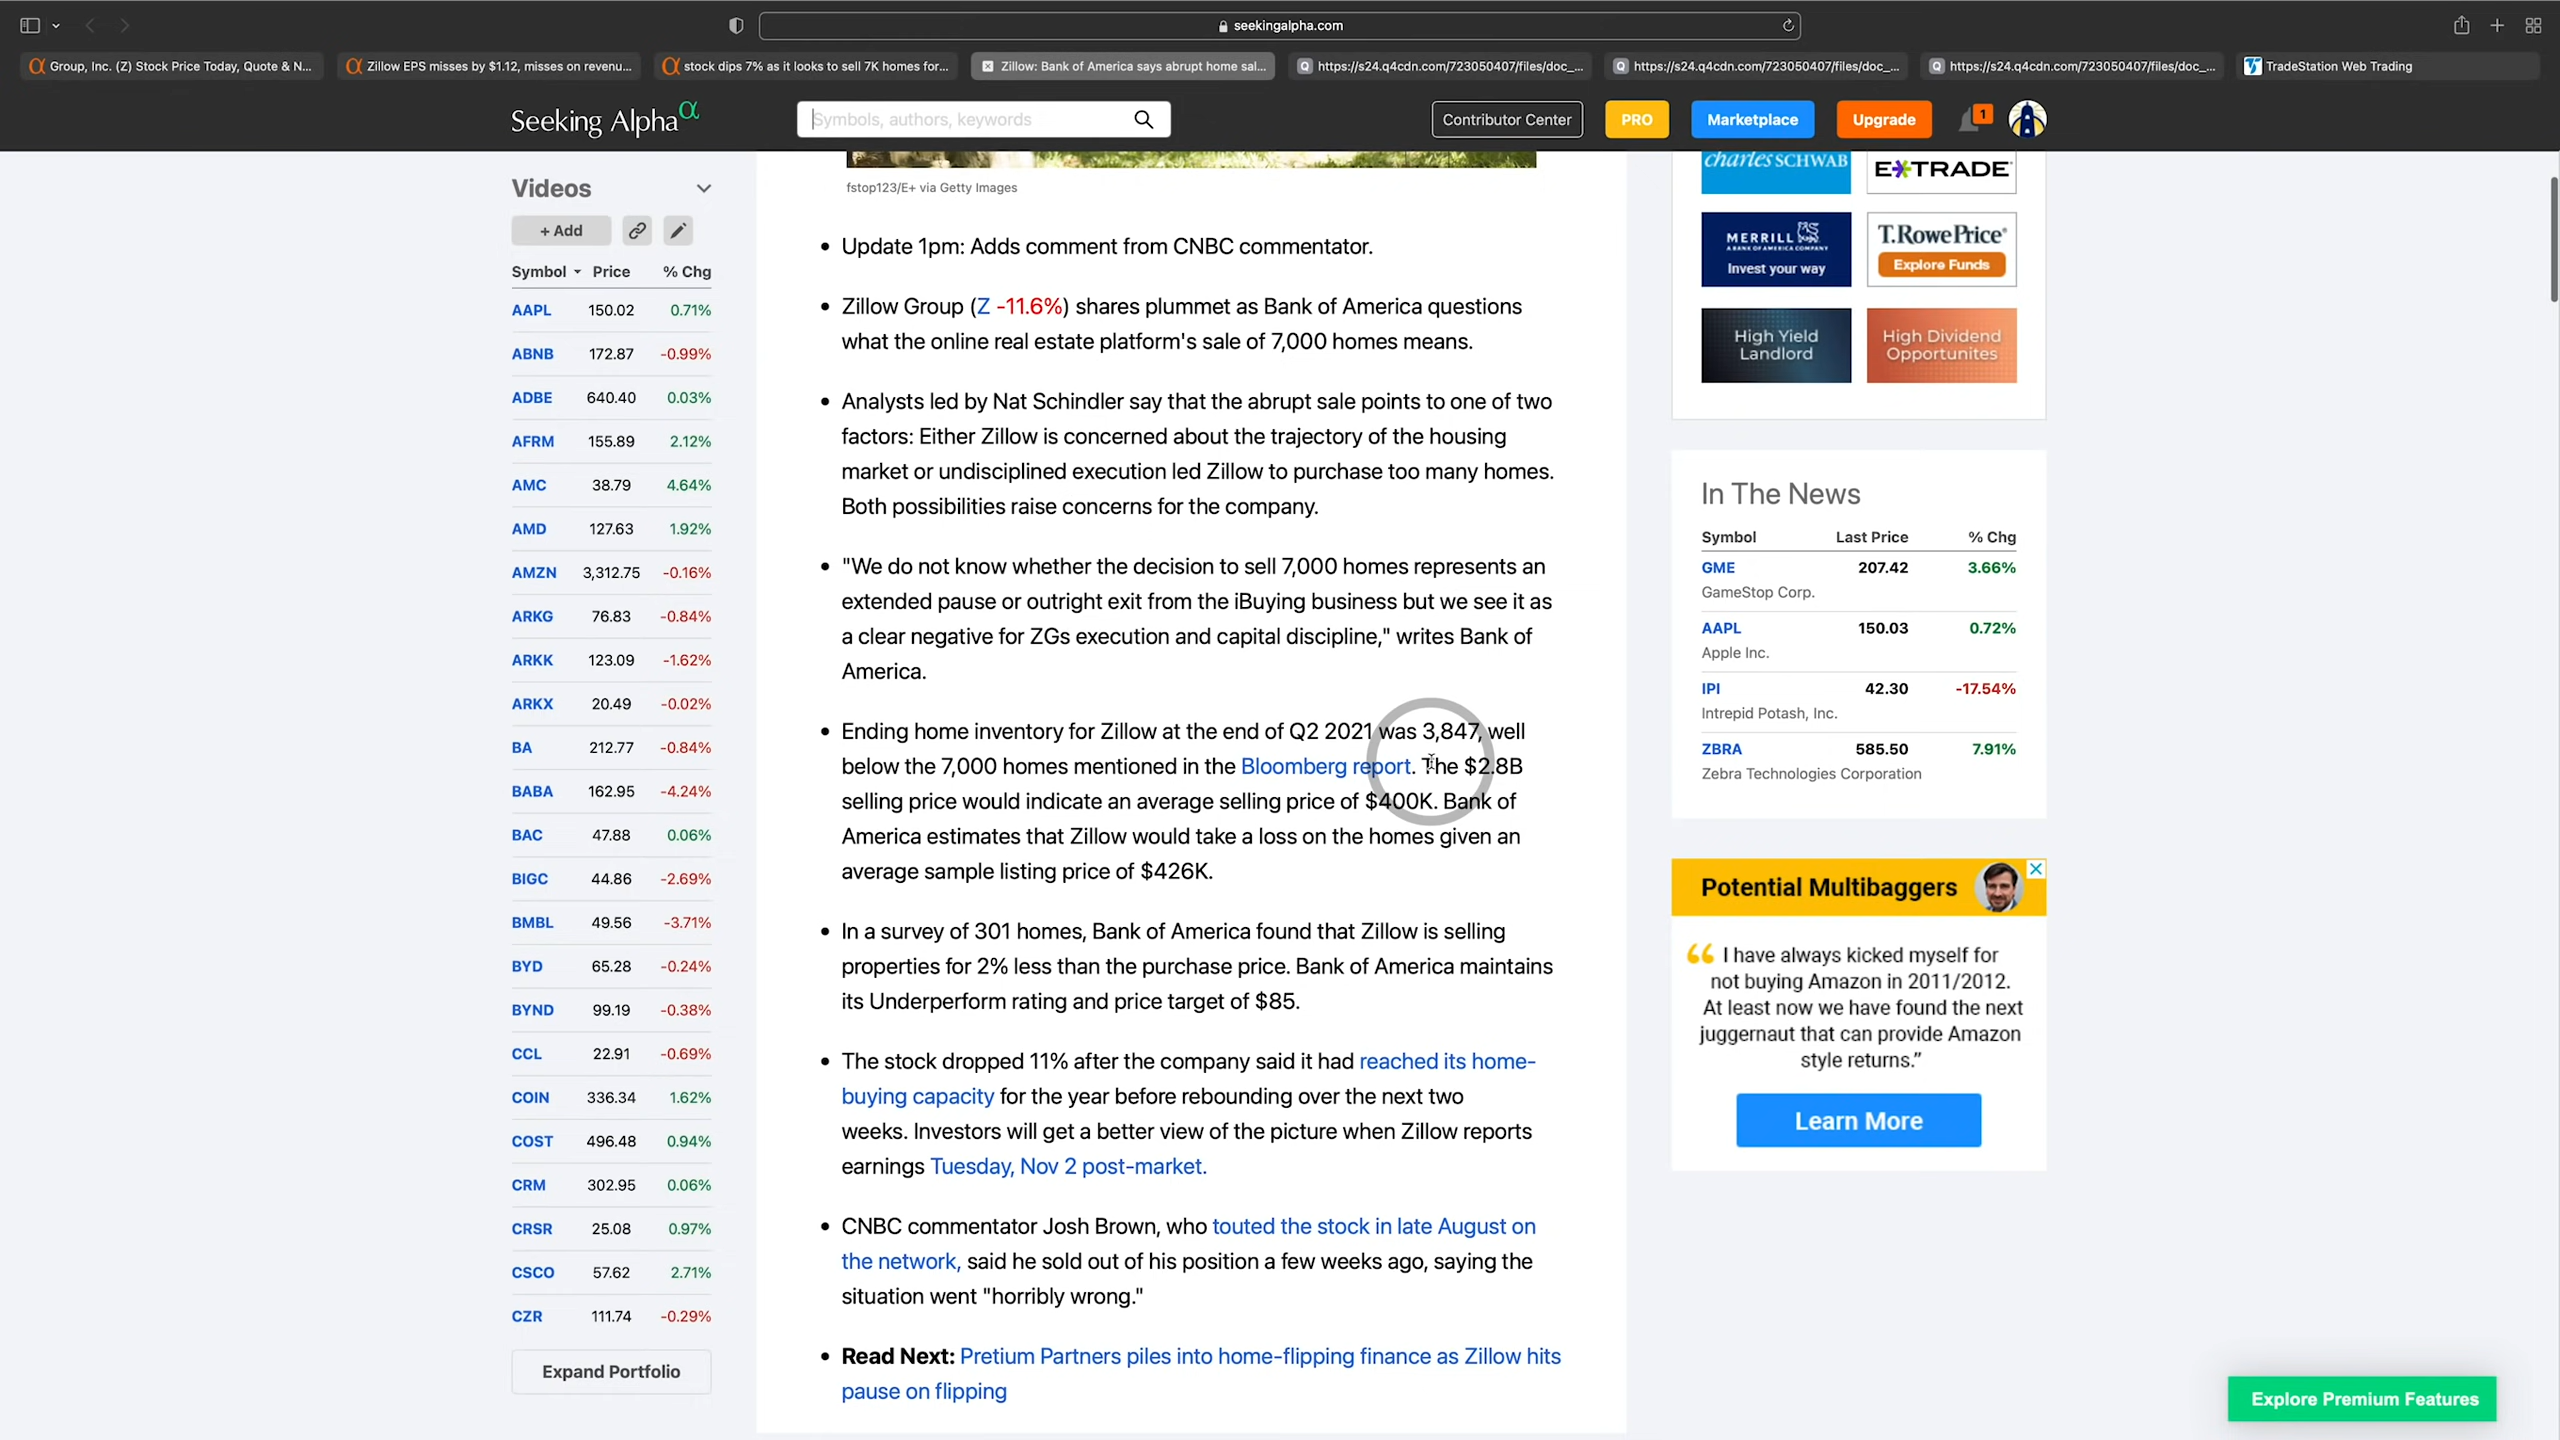 seekingalpha.com
Group, Inc. (Z) Stock Price Today, Quote & N...
Zillow EPS misses by $1.12, misses on revenu...
stock dips 7% as it looks to sell 7K homes for...
Zillow: Bank of America says abrupt home sal...
https://s24.q4cdn.com/723050407/files/doc_...
https://s24.q4cdn.com/723050407/files/doc_...
https://s24.q4cdn.com/723050407/files/doc_...
TradeStation Web Trading
Seeking Alpha α
Symbols, authors, keywords
Contributor Center
PRO
Marketplace
Upgrade
1
Videos
+ Add
Symbol Price % Chg
AAPL 150.02 0.71%
ABNB 172.87 -0.99%
ADBE 640.40 0.03%
AFRM 155.89 2.12%
AMC 38.79 4.64%
AMD 127.63 1.92%
AMZN 3,312.75 -0.16%
ARKG 76.83 -0.84%
ARKK 123.09 -1.62%
ARKX 20.49 -0.02%
BA 212.77 -0.84%
BABA 162.95 -4.24%
BAC 47.88 0.06%
BIGC 44.86 -2.69%
BMBL 49.56 -3.71%
BYD 65.28 -0.24%
BYND 99.19 -0.38%
CCL 22.91 -0.69%
COIN 336.34 1.62%
COST 496.48 0.94%
CRM 302.95 0.06%
CRSR 25.08 0.97%
CSCO 57.62 2.71%
CZR 111.74 -0.29%
Expand Portfolio
fstop123/E+ via Getty Images
• Update 1pm: Adds comment from CNBC commentator.
• Zillow Group (Z -11.6%) shares plummet as Bank of America questions
what the online real estate platform's sale of 7,000 homes means.
• Analysts led by Nat Schindler say that the abrupt sale points to one of two
factors: Either Zillow is concerned about the trajectory of the housing
market or undisciplined execution led Zillow to purchase too many homes.
Both possibilities raise concerns for the company.
• "We do not know whether the decision to sell 7,000 homes represents an
extended pause or outright exit from the iBuying business but we see it as
a clear negative for ZGs execution and capital discipline," writes Bank of
America.
• Ending home inventory for Zillow at the end of Q2 2021 was 3,847, well
below the 7,000 homes mentioned in the Bloomberg report. The $2.8B
selling price would indicate an average selling price of $400K. Bank of
America estimates that Zillow would take a loss on the homes given an
average sample listing price of $426K.
• In a survey of 301 homes, Bank of America found that Zillow is selling
properties for 2% less than the purchase price. Bank of America maintains
its Underperform rating and price target of $85.
• The stock dropped 11% after the company said it had reached its home-
buying capacity for the year before rebounding over the next two
weeks. Investors will get a better view of the picture when Zillow reports
earnings Tuesday, Nov 2 post-market.
• CNBC commentator Josh Brown, who touted the stock in late August on
the network, said he sold out of his position a few weeks ago, saying the
situation went "horribly wrong."
• Read Next: Pretium Partners piles into home-flipping finance as Zillow hits
pause on flipping
charles SCHWAB
E*TRADE
MERRILL
A BANK OF AMERICA COMPANY
Invest your way
T.RowePrice
Explore Funds
High Yield
Landlord
High Dividend
Opportunites
In The News
Symbol Last Price % Chg
GME 207.42 3.66%
GameStop Corp.
AAPL 150.03 0.72%
Apple Inc.
IPI 42.30 -17.54%
Intrepid Potash, Inc.
ZBRA 585.50 7.91%
Zebra Technologies Corporation
Potential Multibaggers
“ I have always kicked myself for
not buying Amazon in 2011/2012.
At least now we have found the next
juggernaut that can provide Amazon
style returns.”
Learn More
Explore Premium Features